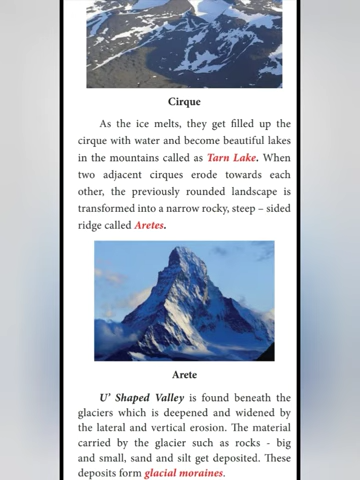 Cirque
As the ice melts, they get filled up the
cirque with water and become beautiful lakes
in the mountains called as Tarn Lake. When
two adjacent cirques erode towards each
other, the previously rounded landscape is
transformed into a narrow rocky, steep – sided
ridge called Aretes.
Arete
U' Shaped Valley is found beneath the
glaciers which is deepened and widened by
the lateral and vertical erosion. The material
carried by the glacier such as rocks - big
and small, sand and silt get deposited. These
deposits form glacial moraines.